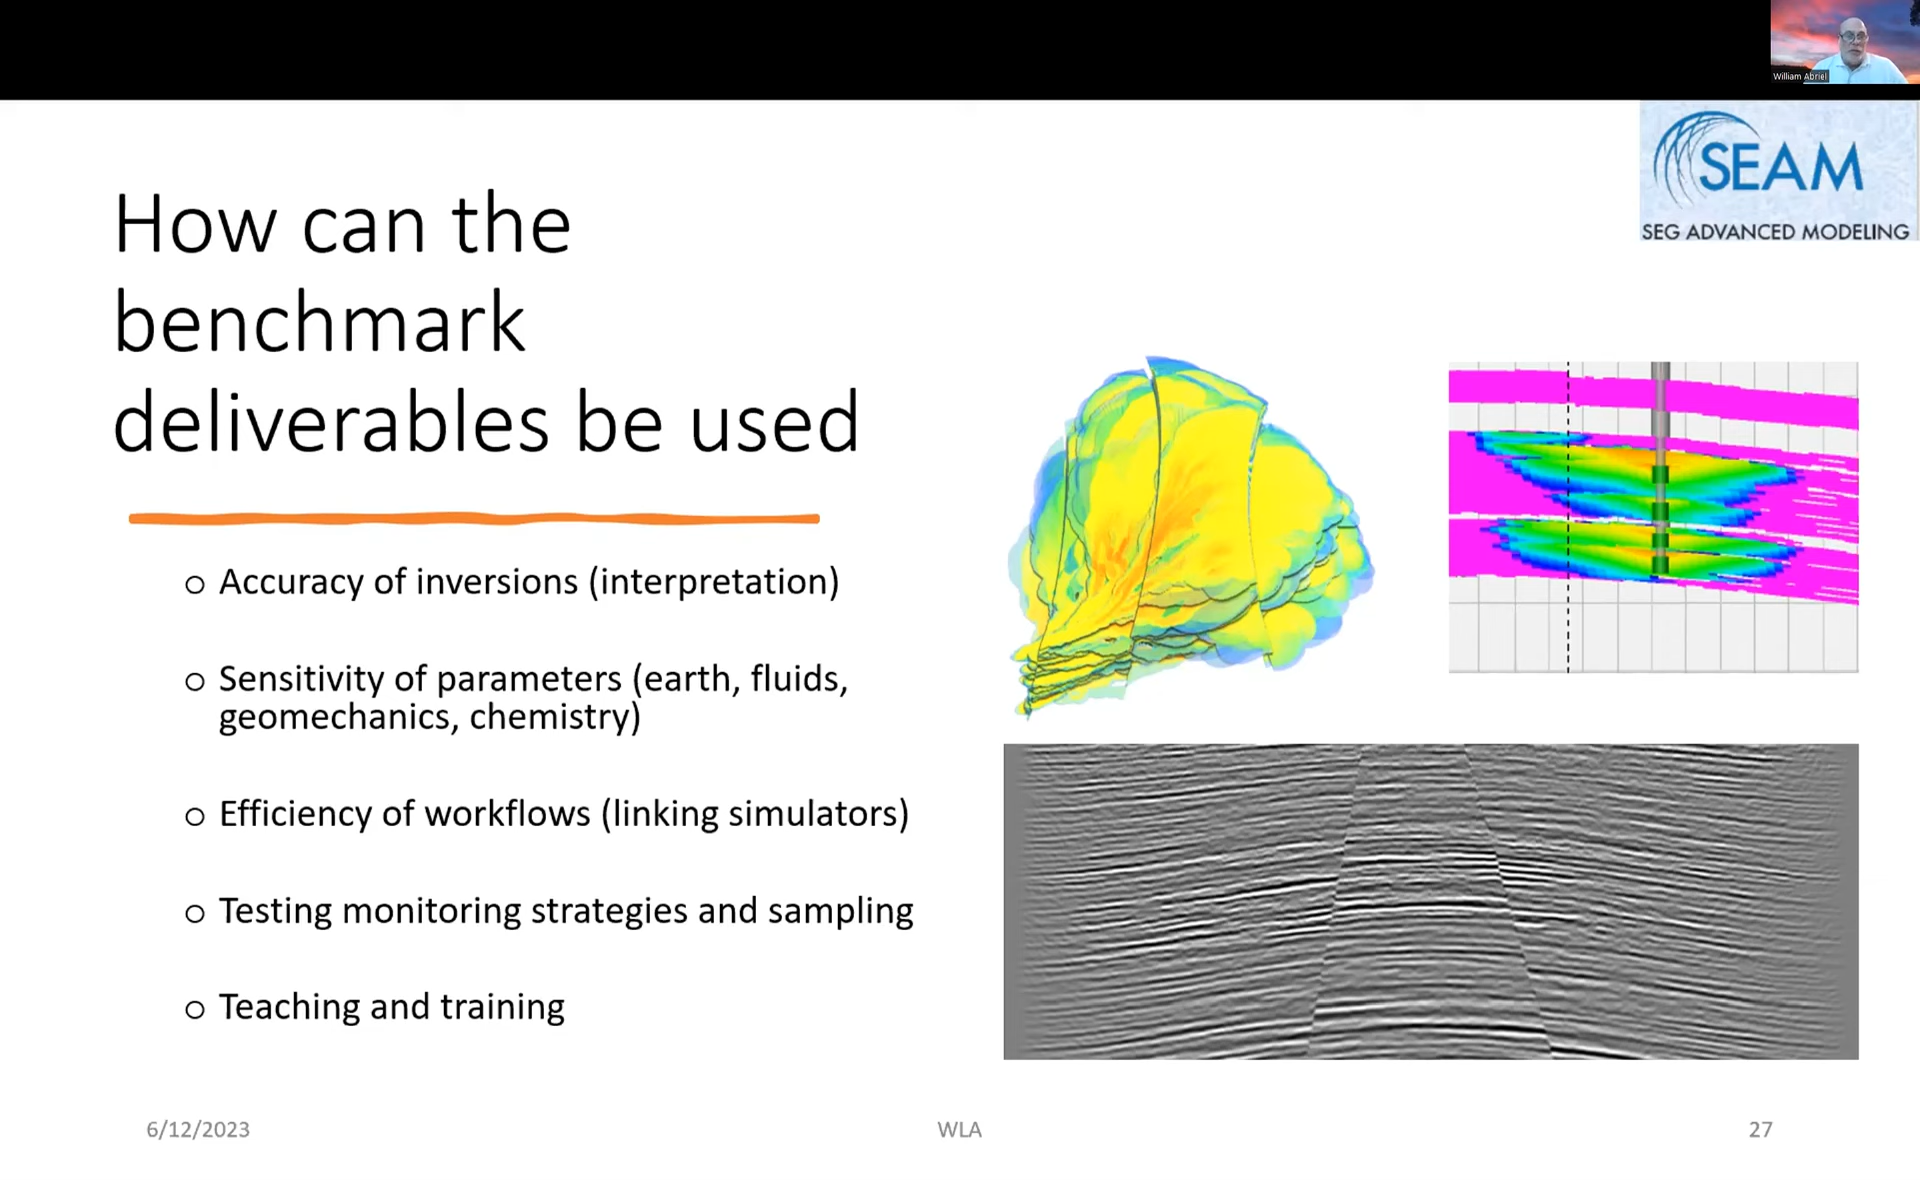 William Abriel
SEAM
SEG ADVANCED MODELING
How can the
benchmark
deliverables be used
o Accuracy of inversions (interpretation)
o Sensitivity of parameters (earth, fluids,
geomechanics, chemistry)
o Efficiency of workflows (linking simulators)
o Testing monitoring strategies and sampling
o Teaching and training
6/12/2023
WLA
27